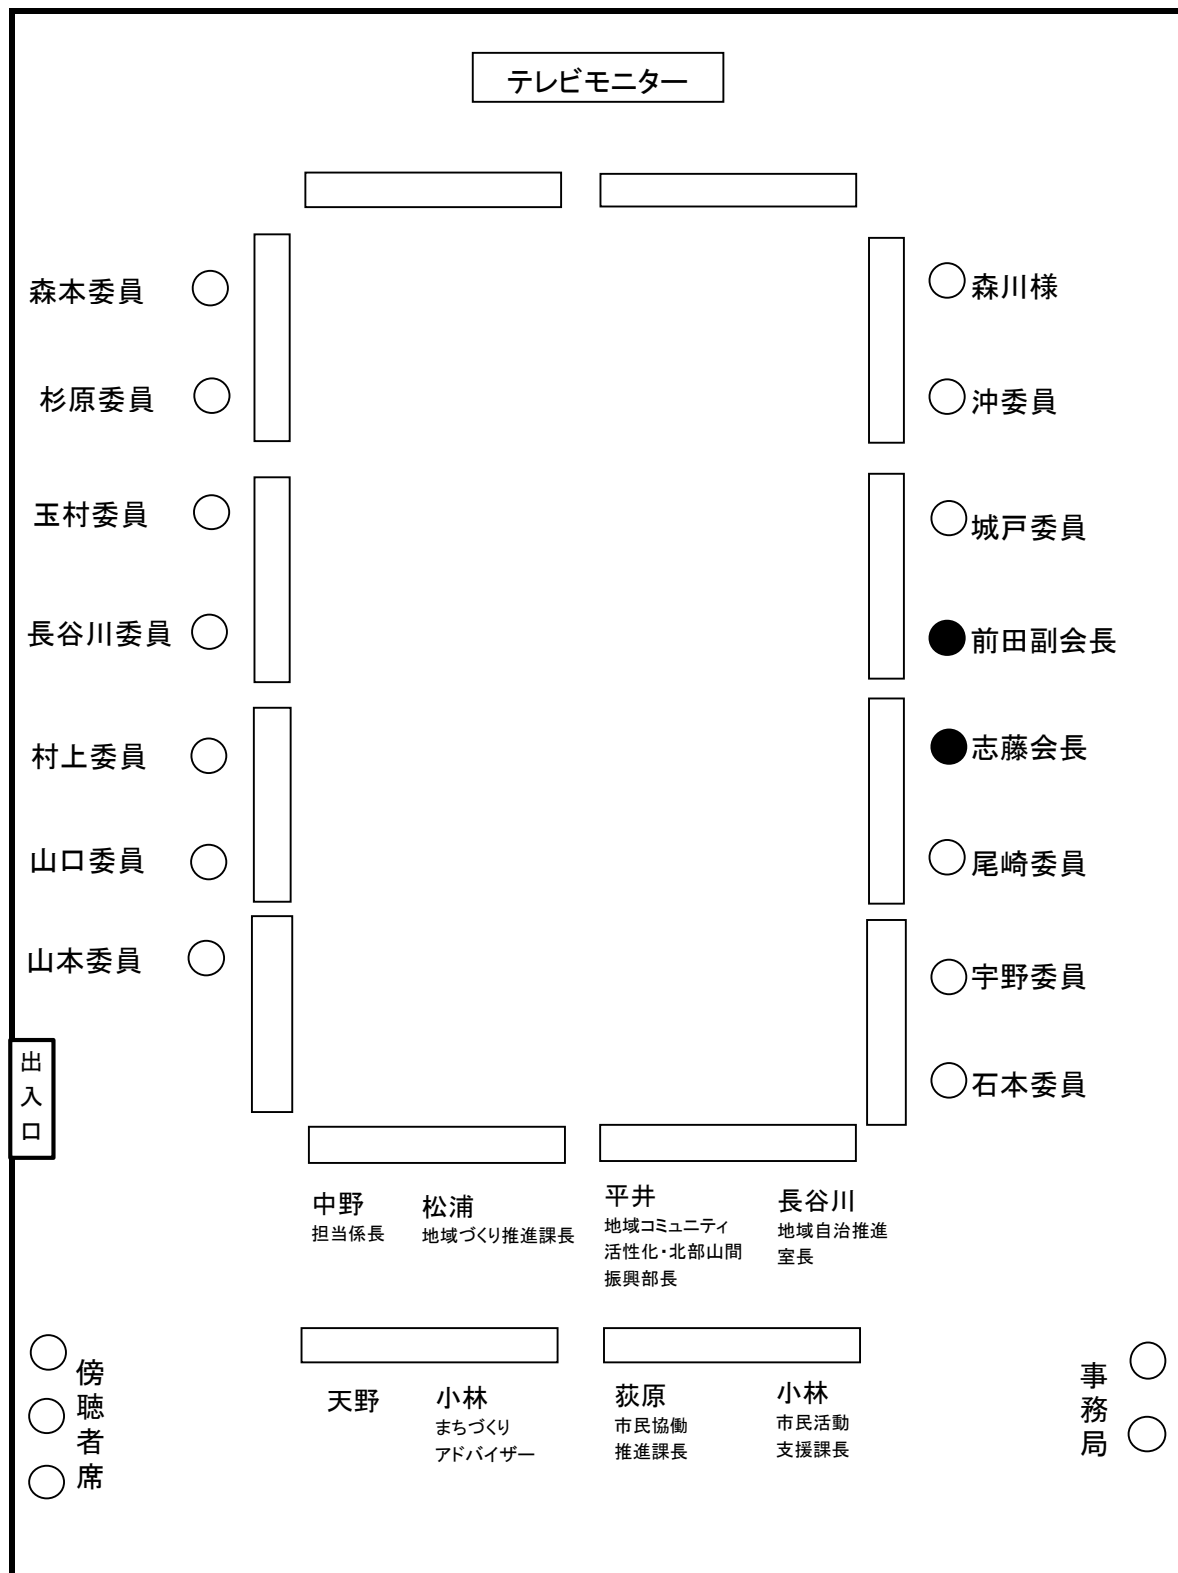 テレビモニター
森本委員
森川様
杉原委員
沖委員
玉村委員
城戸委員
長谷川委員
前田副会長
村上委員
志藤会長
山口委員
尾崎委員
山本委員
宇野委員
出入口
石本委員
中野
担当係長
松浦
地域づくり推進課長
平井
地域コミュニティ
活性化・北部山間
振興部長
長谷川
地域自治推進
室長
傍聴者席
天野
小林
まちづくり
アドバイザー
荻原
市民協働
推進課長
小林
市民活動
支援課長
事務局